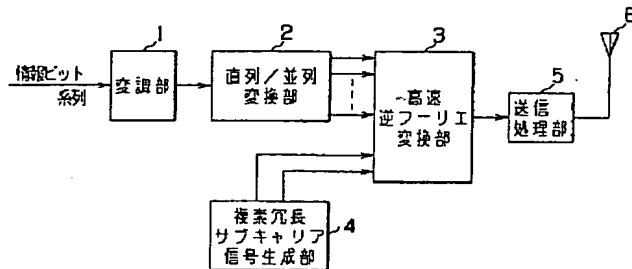 1
2
3
6
情報ビット
系列
変調部
直列／並列
変換部
高速
逆フーリエ
変換部
5
送信
処理部
複素冗長
サブキャリア
信号生成部
4